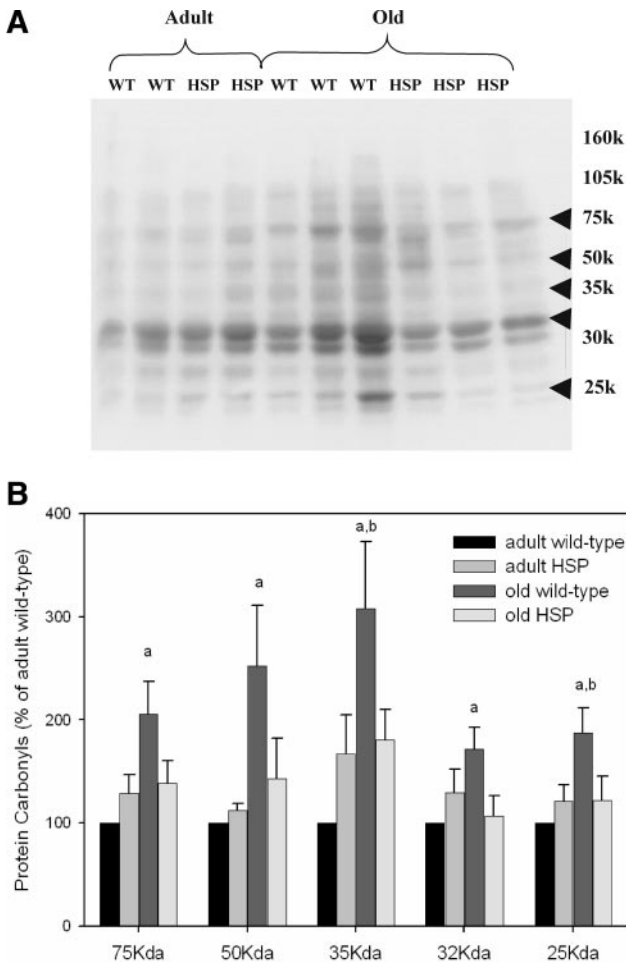 A
Adult Old
WT WT HSP HSP WT WT WT HSP HSP HSP
160k
105k
75k
50k
35k
30k
25k
B
Protein Carbonyls (% of adult wild-type)
400
300
200
100
0
a
a
a,b
a
a,b
adult wild-type
adult HSP
old wild-type
old HSP
75Kda 50Kda 35Kda 32Kda 25Kda